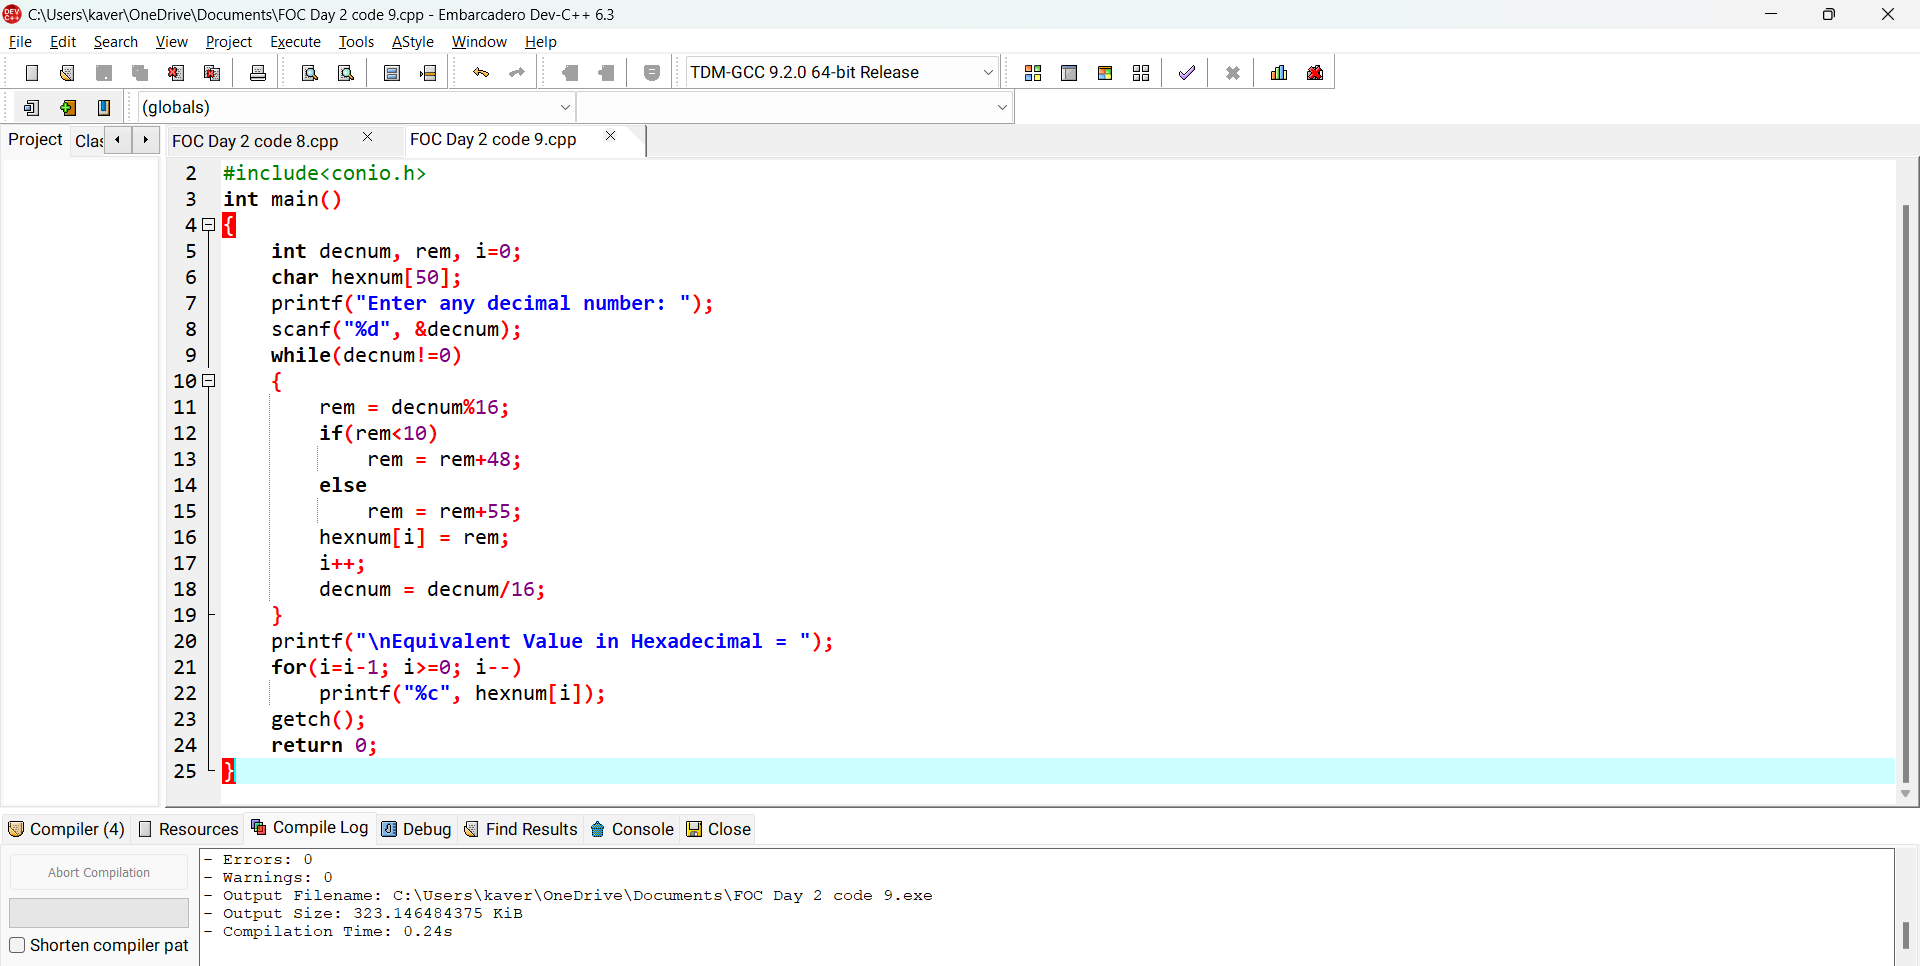 C:\Users\kaver\OneDrive\Documents\FOC Day 2 code 9.cpp - Embarcadero Dev-C++ 6.3
File Edit Search View Project Execute Tools AStyle Window Help
TDM-GCC 9.2.0 64-bit Release
(globals)
Project Clas FOC Day 2 code 8.cpp FOC Day 2 code 9.cpp
2 #include<conio.h>
3 int main()
4 {
5 int decnum, rem, i=0;
6 char hexnum[50];
7 printf("Enter any decimal number: ");
8 scanf("%d", &decnum);
9 while(decnum!=0)
10 {
11 rem = decnum%16;
12 if(rem<10)
13 rem = rem+48;
14 else
15 rem = rem+55;
16 hexnum[i] = rem;
17 i++;
18 decnum = decnum/16;
19 }
20 printf("\nEquivalent Value in Hexadecimal = ");
21 for(i=i-1; i>=0; i--)
22 printf("%c", hexnum[i]);
23 getch();
24 return 0;
25 }
Compiler (4) Resources Compile Log Debug Find Results Console Close
Abort Compilation
Shorten compiler pat
- Errors: 0
- Warnings: 0
- Output Filename: C:\Users\kaver\OneDrive\Documents\FOC Day 2 code 9.exe
- Output Size: 323.146484375 KiB
- Compilation Time: 0.24s